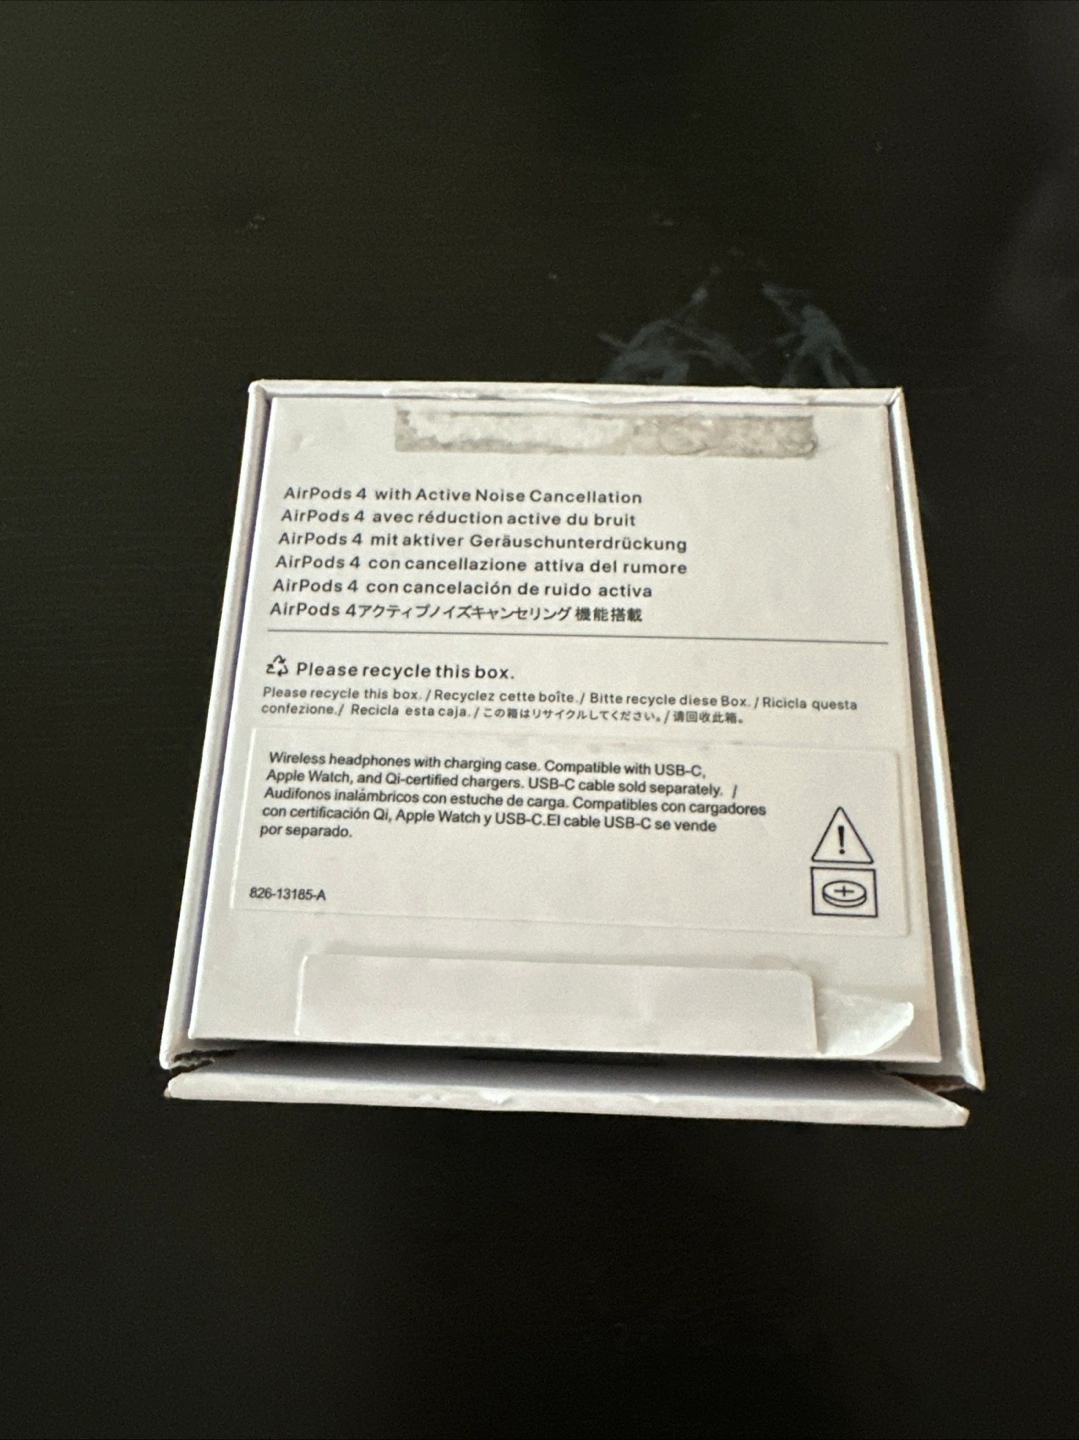 AirPods 4 with Active Noise Cancellation
AirPods 4 avec réduction active du bruit
AirPods 4 mit aktiver Geräuschunterdrückung
AirPods 4 con cancellazione attiva del rumore
AirPods 4 con cancelación de ruido activa
AirPods 4アクティブノイズキャンセリング機能搭載
Please recycle this box.
Please recycle this box. / Recyclez cette boîte. / Bitte recycle diese Box. / Ricicla questa
confezione./ Recicla esta caja. / この箱はリサイクルしてください。/ 请回收此箱。
Wireless headphones with charging case. Compatible with USB-C,
Apple Watch, and Qi-certified chargers. USB-C cable sold separately. /
Audífonos inalámbricos con estuche de carga. Compatibles con cargadores
con certificación Qi, Apple Watch y USB-C.El cable USB-C se vende
por separado.
826-13185-A